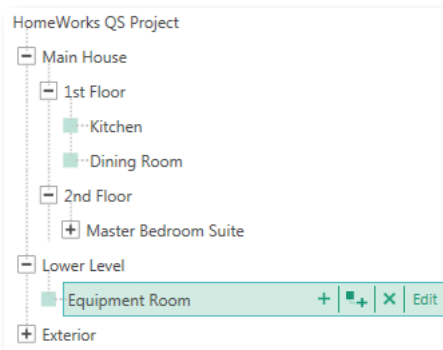 HomeWorks QS Project
Main House
1st Floor
Kitchen
Dining Room
2nd Floor
Master Bedroom Suite
Lower Level
Equipment Room Edit
Exterior